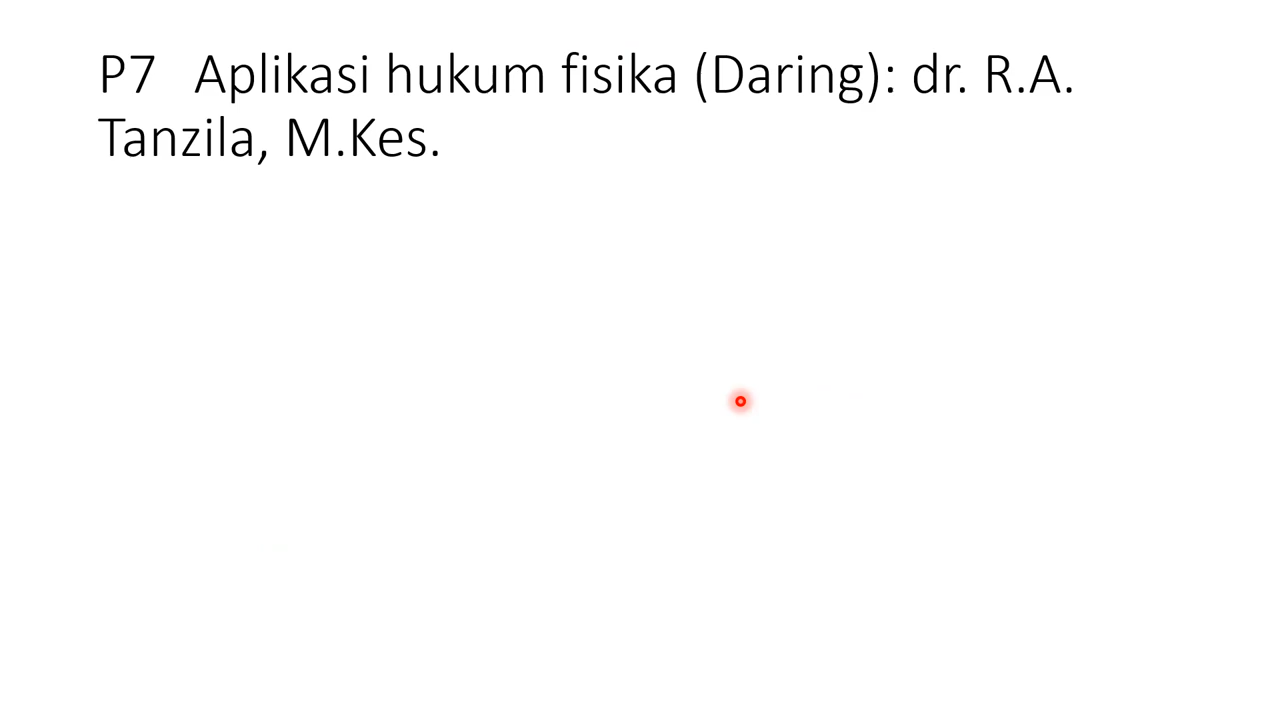 P7 Aplikasi hukum fisika (Daring): dr. R.A.
Tanzila, M.Kes.